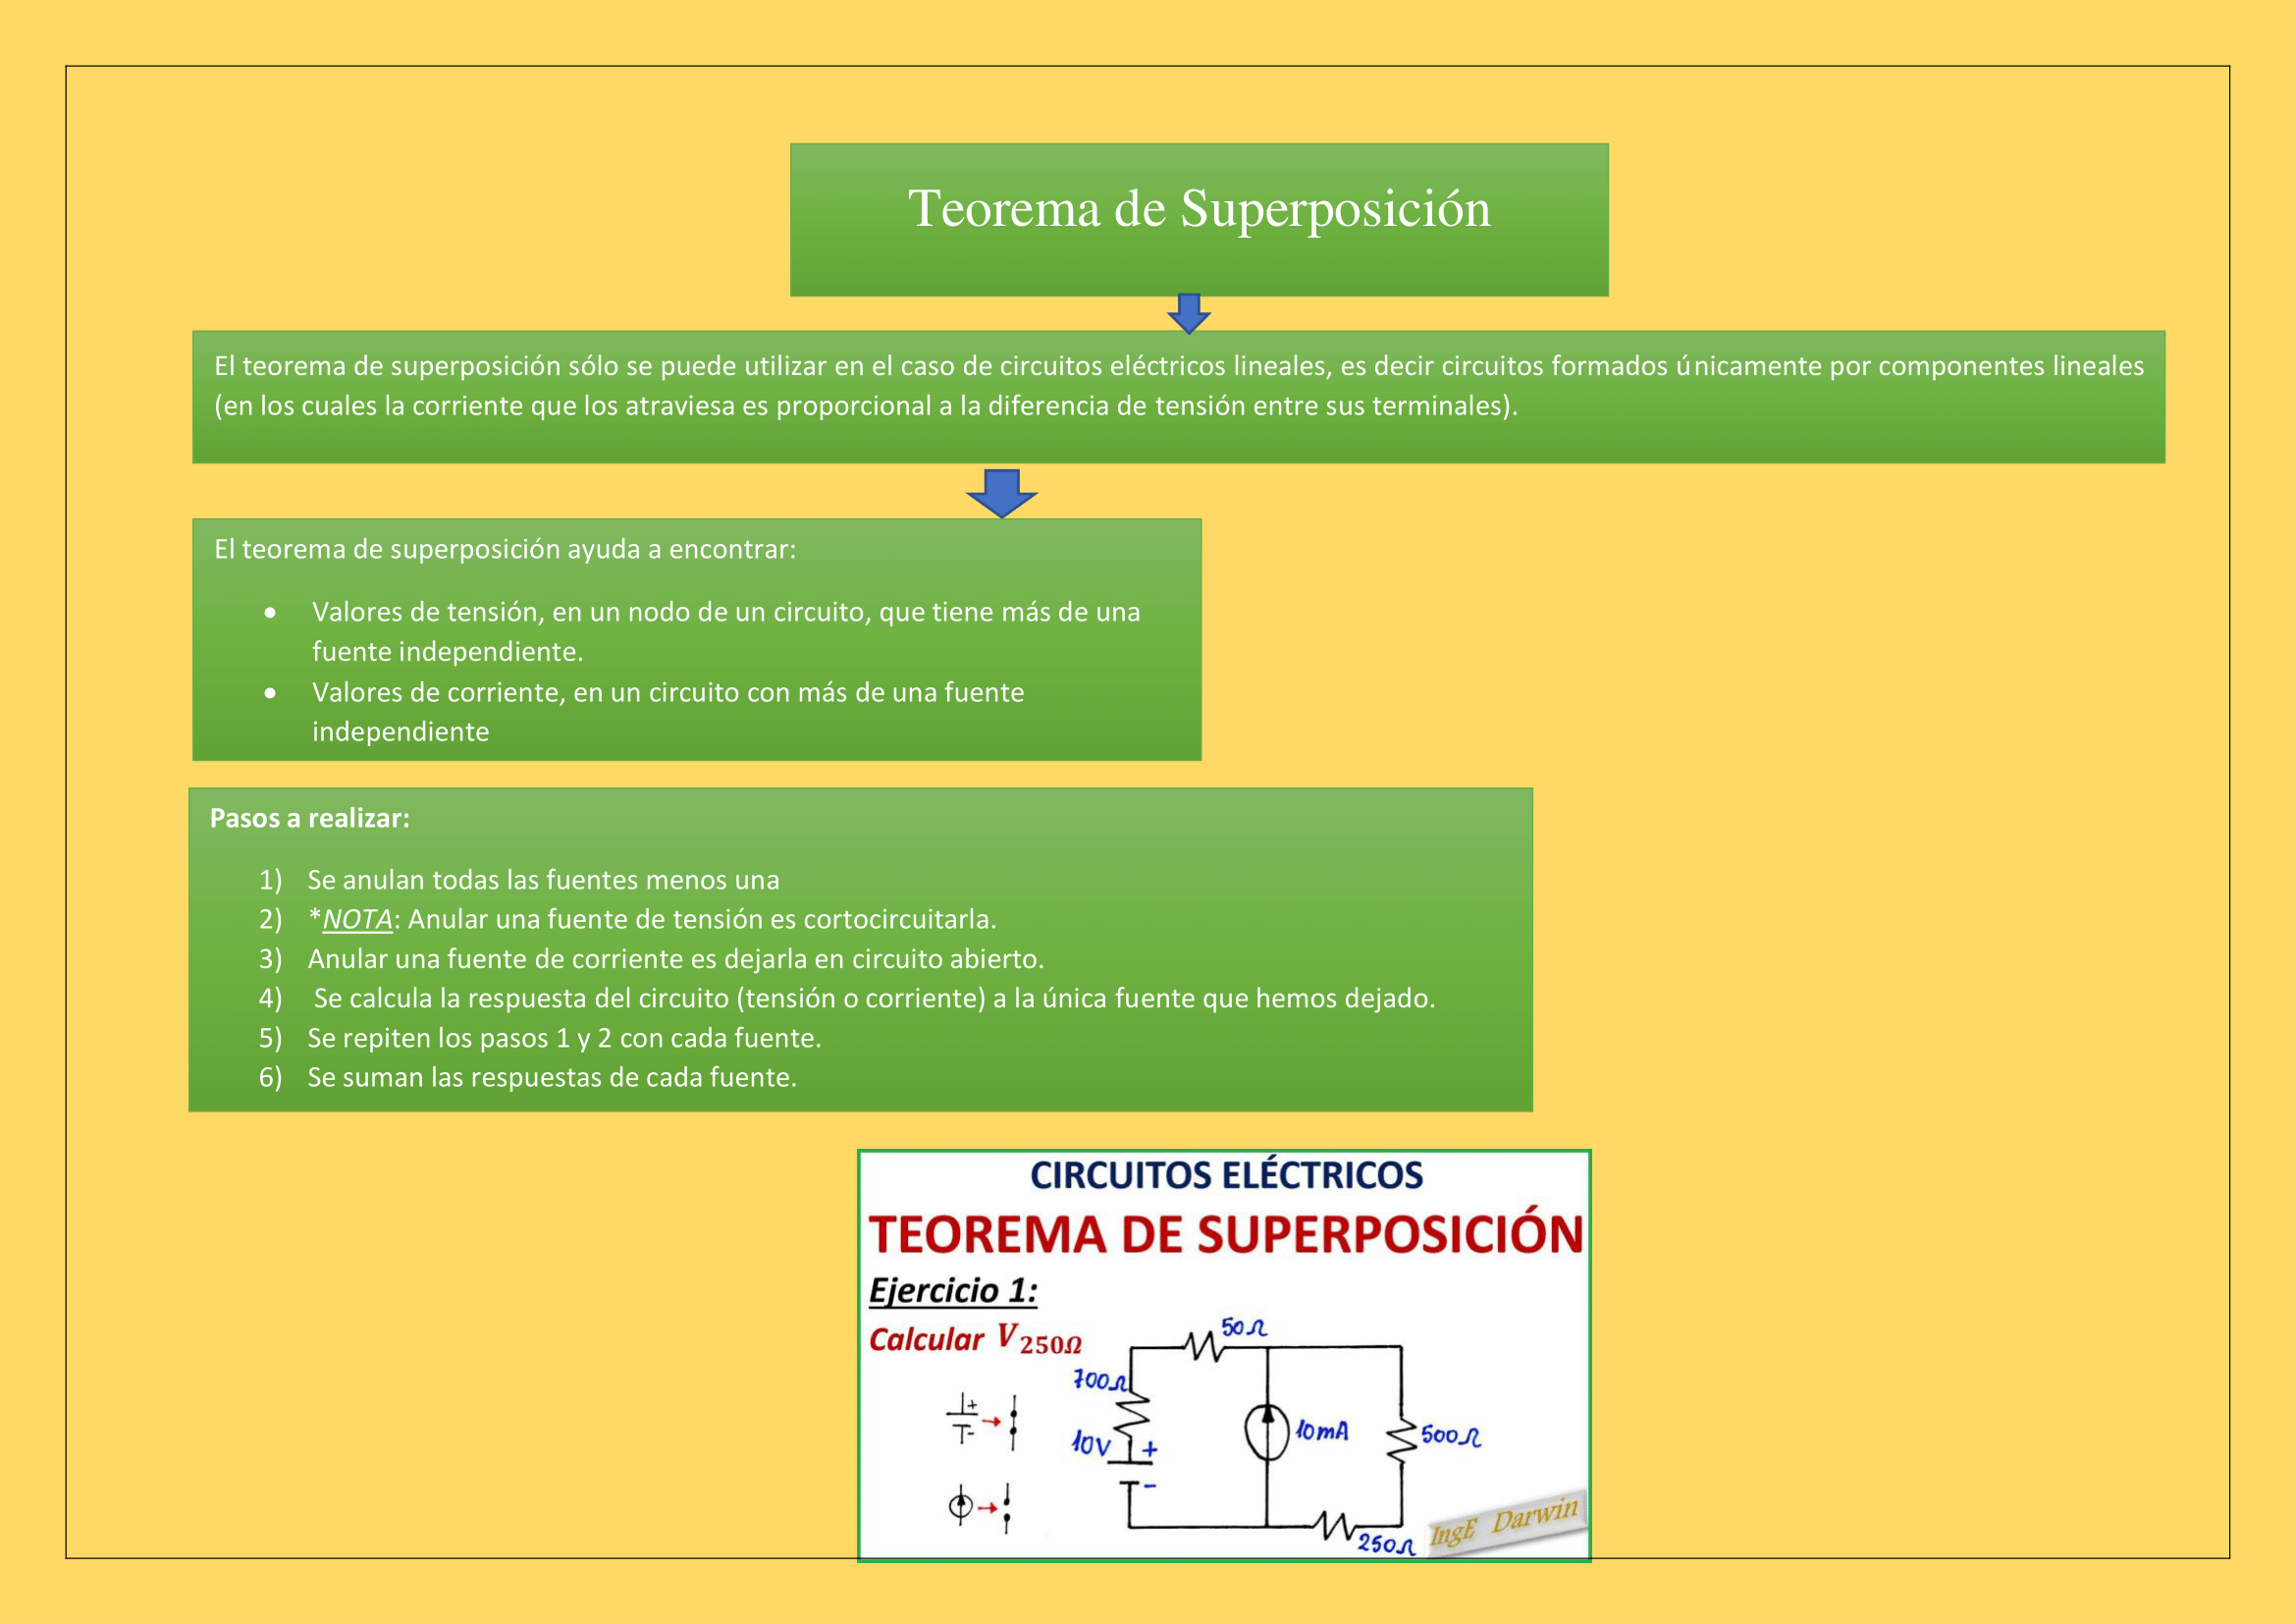 Teorema de Superposición
El teorema de superposición sólo se puede utilizar en el caso de circuitos eléctricos lineales, es decir circuitos formados únicamente por componentes lineales
(en los cuales la corriente que los atraviesa es proporcional a la diferencia de tensión entre sus terminales).
El teorema de superposición ayuda a encontrar:
• Valores de tensión, en un nodo de un circuito, que tiene más de una
fuente independiente.
• Valores de corriente, en un circuito con más de una fuente
independiente
Pasos a realizar:
1) Se anulan todas las fuentes menos una
2) *NOTA: Anular una fuente de tensión es cortocircuitarla.
3) Anular una fuente de corriente es dejarla en circuito abierto.
4) Se calcula la respuesta del circuito (tensión o corriente) a la única fuente que hemos dejado.
5) Se repiten los pasos 1 y 2 con cada fuente.
6) Se suman las respuestas de cada fuente.
CIRCUITOS ELÉCTRICOS
TEOREMA DE SUPERPOSICIÓN
Ejercicio 1:
Calcular V250Ω
50Ω
700Ω
10V + -
10mA
500Ω
250Ω
+ -
IngE Darwin